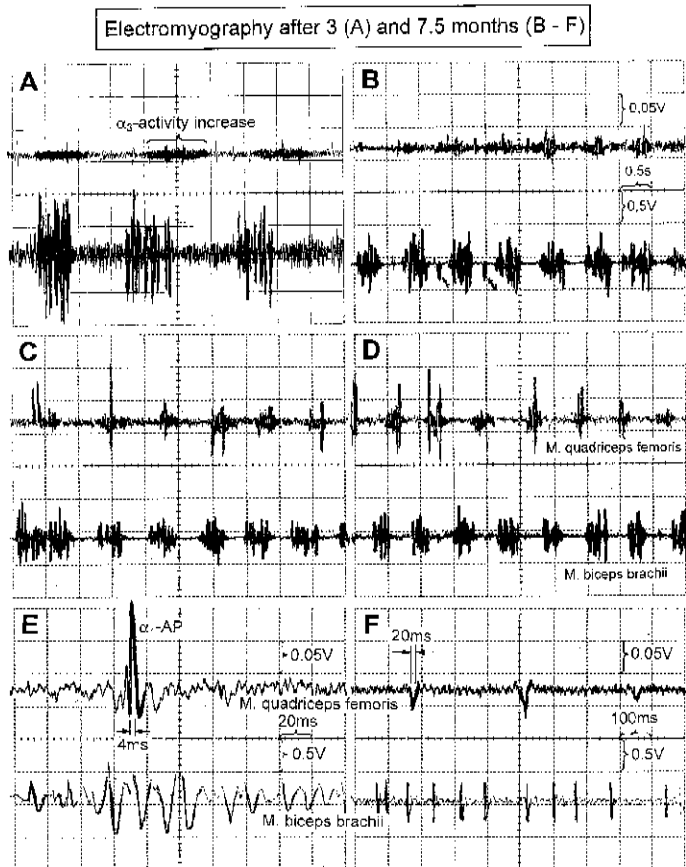 Electromyography after 3 (A) and 7.5 months (B - F)
A
α₃-activity increase
B
0.05V
0.5s
0,5V
C
D
M. quadriceps femoris
M. biceps brachii
E
α₁-AP
0.05V
M. quadriceps femoris
4ms
20ms
0.5V
M. biceps brachii
F
20ms
0.05V
100ms
0.5V